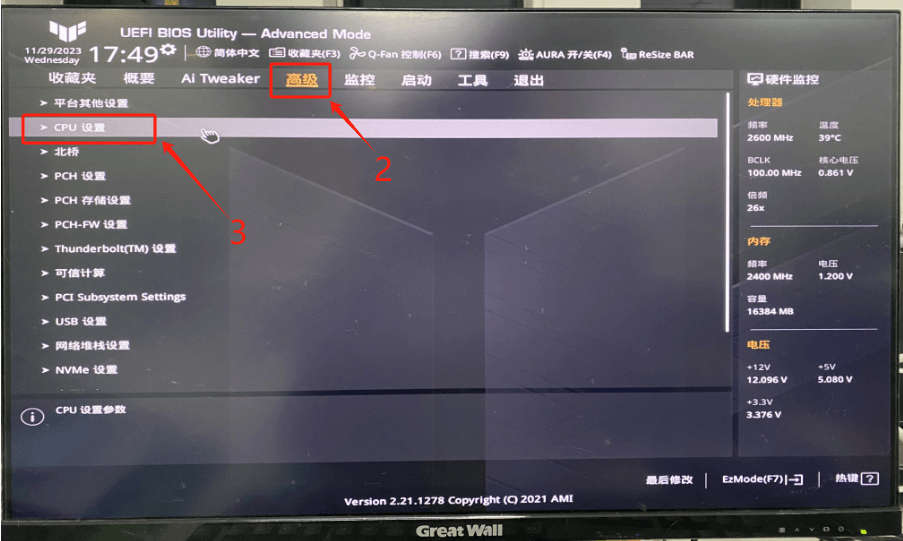 UEFI BIOS Utility — Advanced Mode
11/29/2023
Wednesday
17:49
简体中文
收藏夹(F3)
Q-Fan 控制(F6)
搜索(F9)
AURA 开/关(F4)
ReSize BAR
收藏夹 概要 Ai Tweaker 高级 监控 启动 工具 退出
> 平台其他设置
> CPU 设置
> 北桥
> PCH 设置
> PCH 存储设置
> PCH-FW 设置
> Thunderbolt(TM) 设置
> 可信计算
> PCI Subsystem Settings
> USB 设置
> 网络堆栈设置
> NVMe 设置
2
3
CPU 设置参数
硬件监控
处理器
频率 温度
2600 MHz 39°C
BCLK 核心电压
100.00 MHz 0.861 V
倍频
26x
内存
频率 电压
2400 MHz 1.200 V
容量
16384 MB
电压
+12V +5V
12.096 V 5.080 V
+3.3V
3.376 V
最后修改 EzMode(F7) 热键 ?
Version 2.21.1278 Copyright (C) 2021 AMI
Great Wall